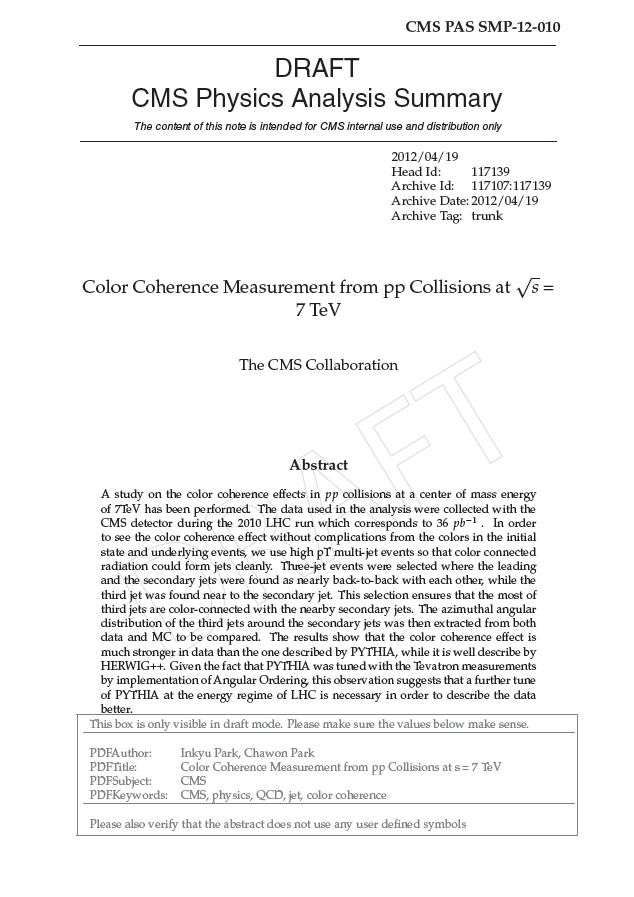 CMS PAS SMP-12-010
DRAFT
CMS Physics Analysis Summary
The content of this note is intended for CMS internal use and distribution only
2012/04/19
Head Id: 117139
Archive Id: 117107:117139
Archive Date: 2012/04/19
Archive Tag: trunk
Color Coherence Measurement from pp Collisions at √s =
7 TeV
The CMS Collaboration
DRAFT
Abstract
A study on the color coherence effects in pp collisions at a center of mass energy
of 7TeV has been performed. The data used in the analysis were collected with the
CMS detector during the 2010 LHC run which corresponds to 36 pb⁻¹ . In order
to see the color coherence effect without complications from the colors in the initial
state and underlying events, we use high pT multi-jet events so that color connected
radiation could form jets cleanly. Three-jet events were selected where the leading
and the secondary jets were found as nearly back-to-back with each other, while the
third jet was found near to the secondary jet. This selection ensures that the most of
third jets are color-connected with the nearby secondary jets. The azimuthal angular
distribution of the third jets around the secondary jet was then extracted from both
data and MC to be compared. The results show that the color coherence effect is
much stronger in data than the one described by PYTHIA, while it is well describe by
HERWIG++. Given the fact that PYTHIA was tuned with the Tevatron measurements
by implementation of Angular Ordering, this observation suggests that a further tune
of PYTHIA at the energy regime of LHC is necessary in order to describe the data
better.
This box is only visible in draft mode. Please make sure the values below make sense.
PDFAuthor: Inkyu Park, Chawon Park
PDFTitle: Color Coherence Measurement from pp Collisions at s = 7 TeV
PDFSubject: CMS
PDFKeywords: CMS, physics, QCD, jet, color coherence
Please also verify that the abstract does not use any user defined symbols